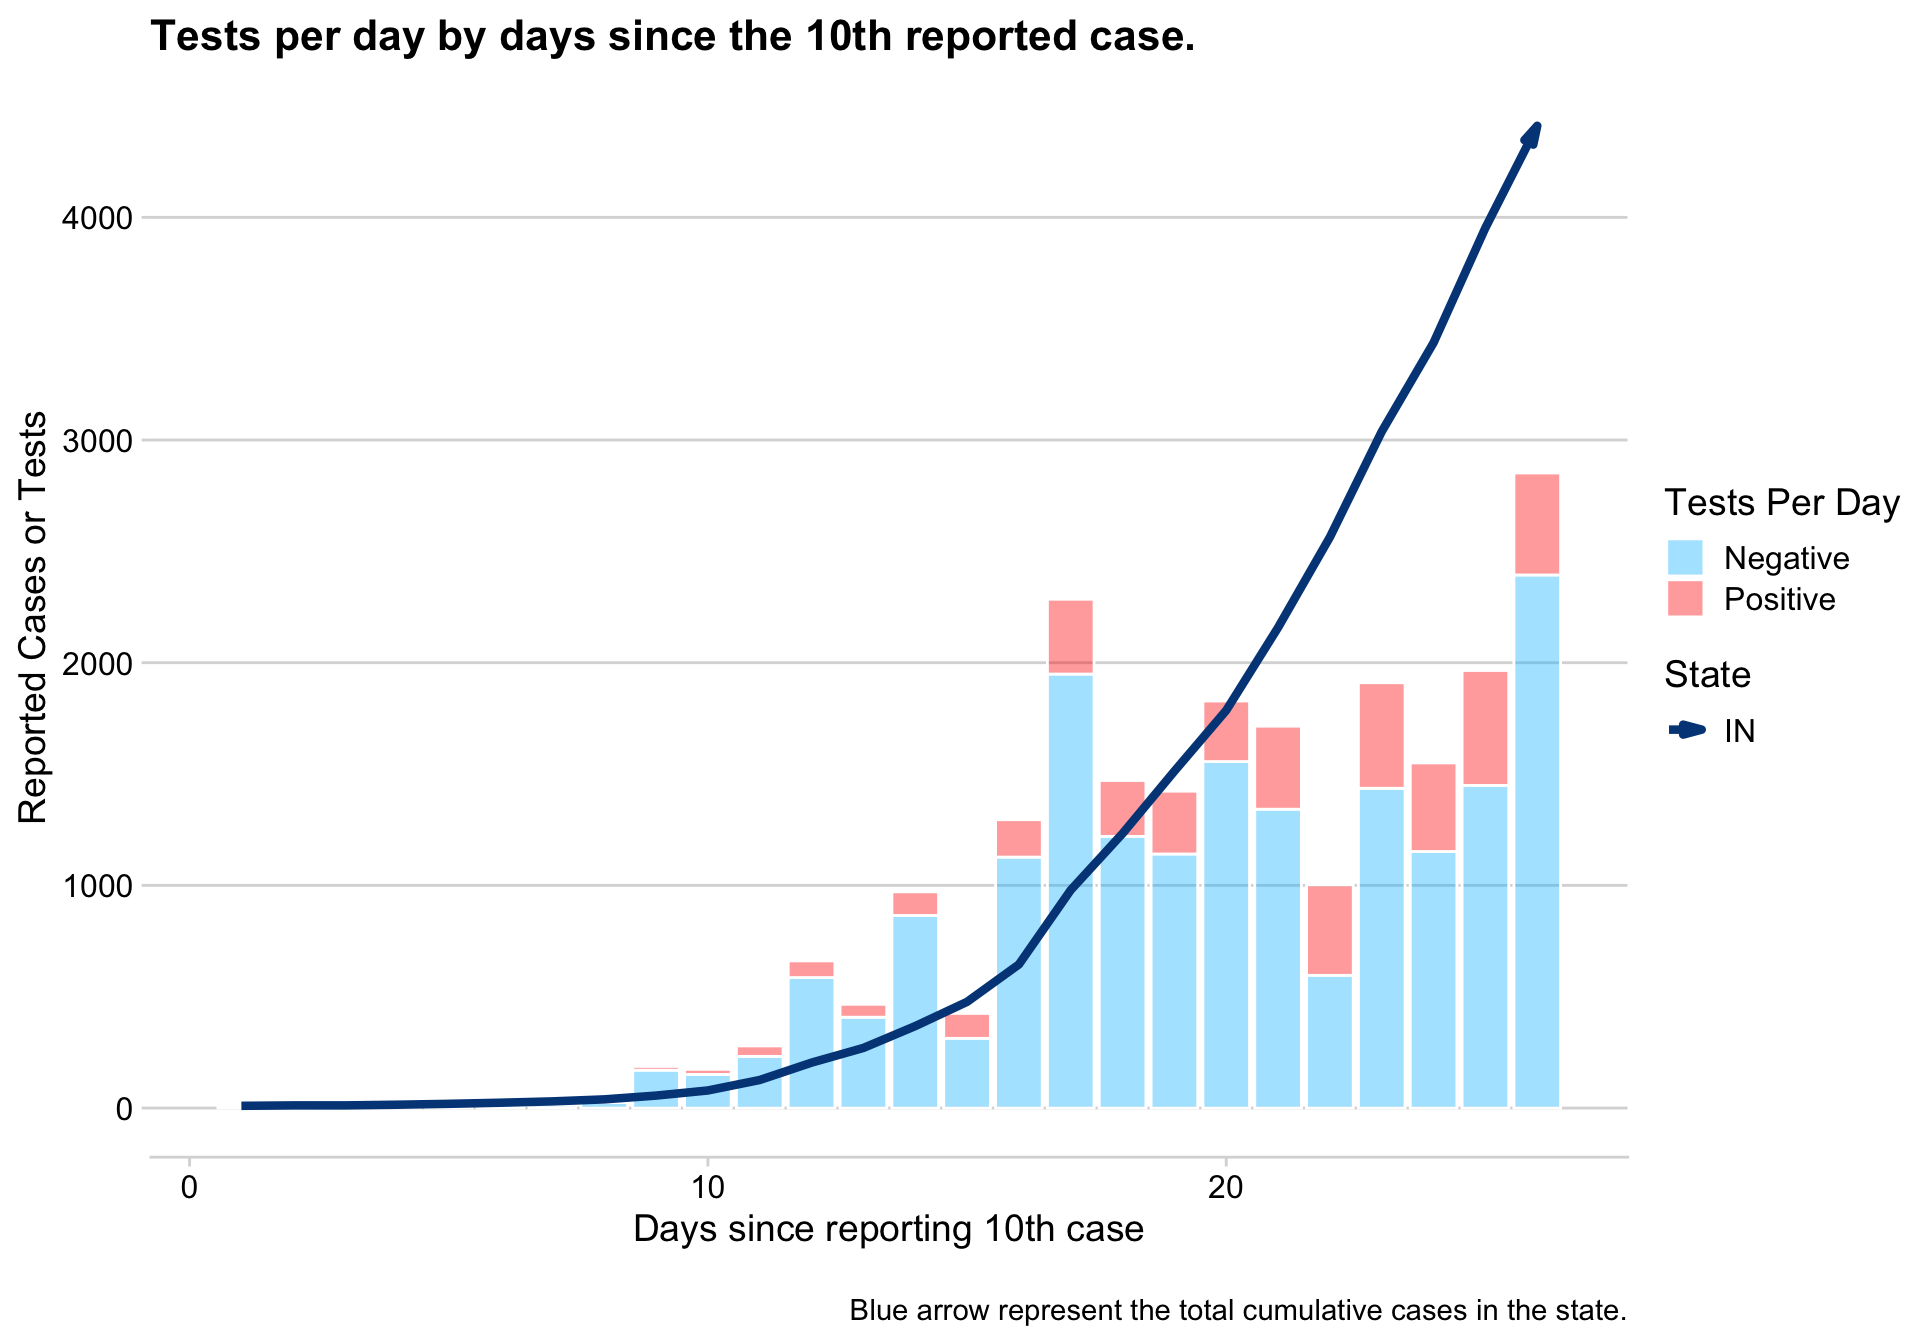 Tests per day by days since the 10th reported case.
4000
3000
2000
1000
0
Reported Cases or Tests
0
10
20
Days since reporting 10th case
Tests Per Day
Negative
Positive
State
IN
Blue arrow represent the total cumulative cases in the state.